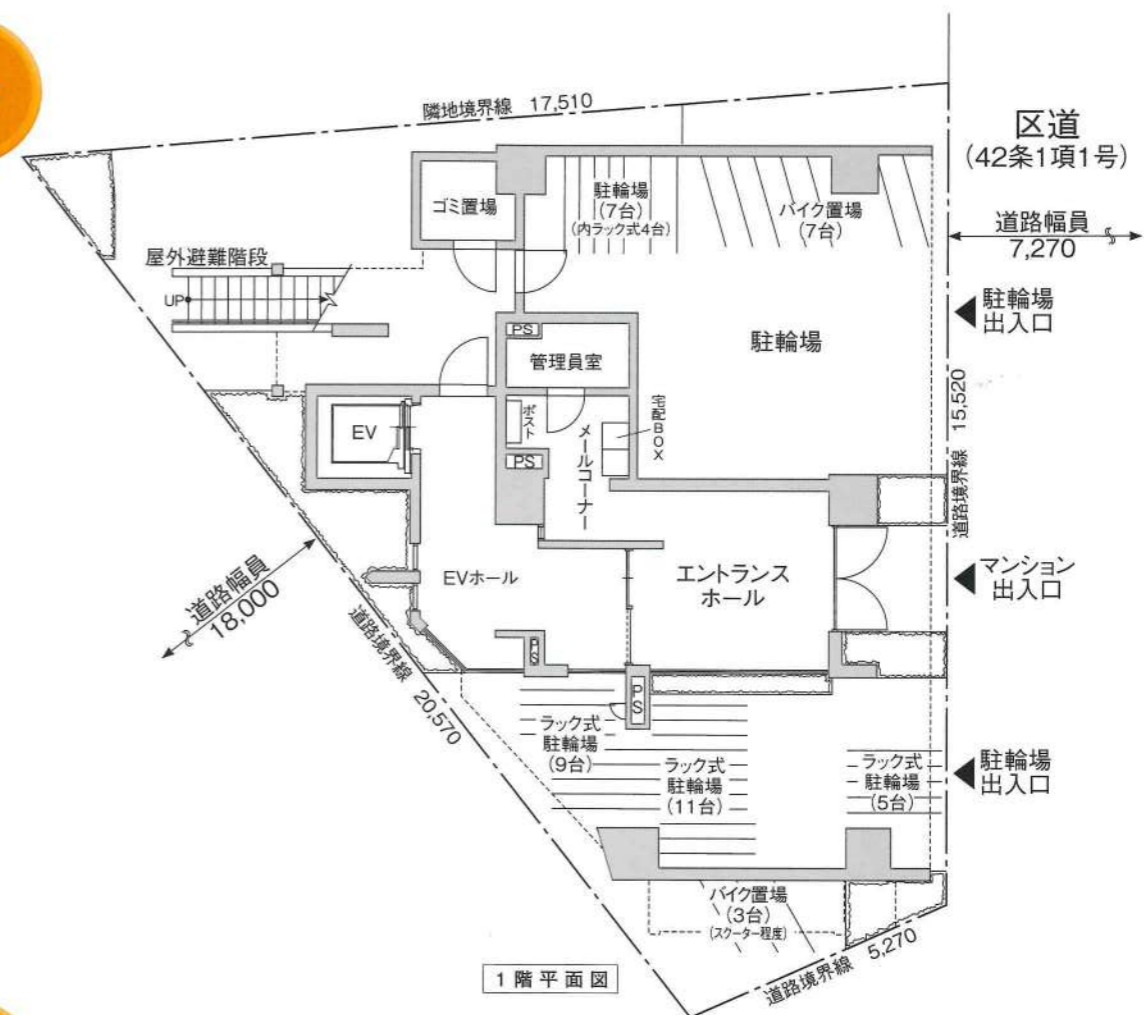 隣地境界線 17,510
区道
(42条1項1号)
道路幅員
7,270
ゴミ置場
駐輪場
(7台)
(内ラック式4台)
バイク置場
(7台)
屋外避難階段
UP
駐輪場
出入口
PS
管理員室
駐輪場
道路境界線 15,520
EV
ポスト
宅配BOX
メールコーナー
PS
道路幅員
18,000
EVホール
エントランス
ホール
マンション
出入口
道路境界線 20,570
PS
PS
ラック式
駐輪場
(9台)
ラック式
駐輪場
(11台)
ラック式
駐輪場
(5台)
駐輪場
出入口
バイク置場
(3台)
(スクーター程度)
道路境界線 5,270
1階平面図